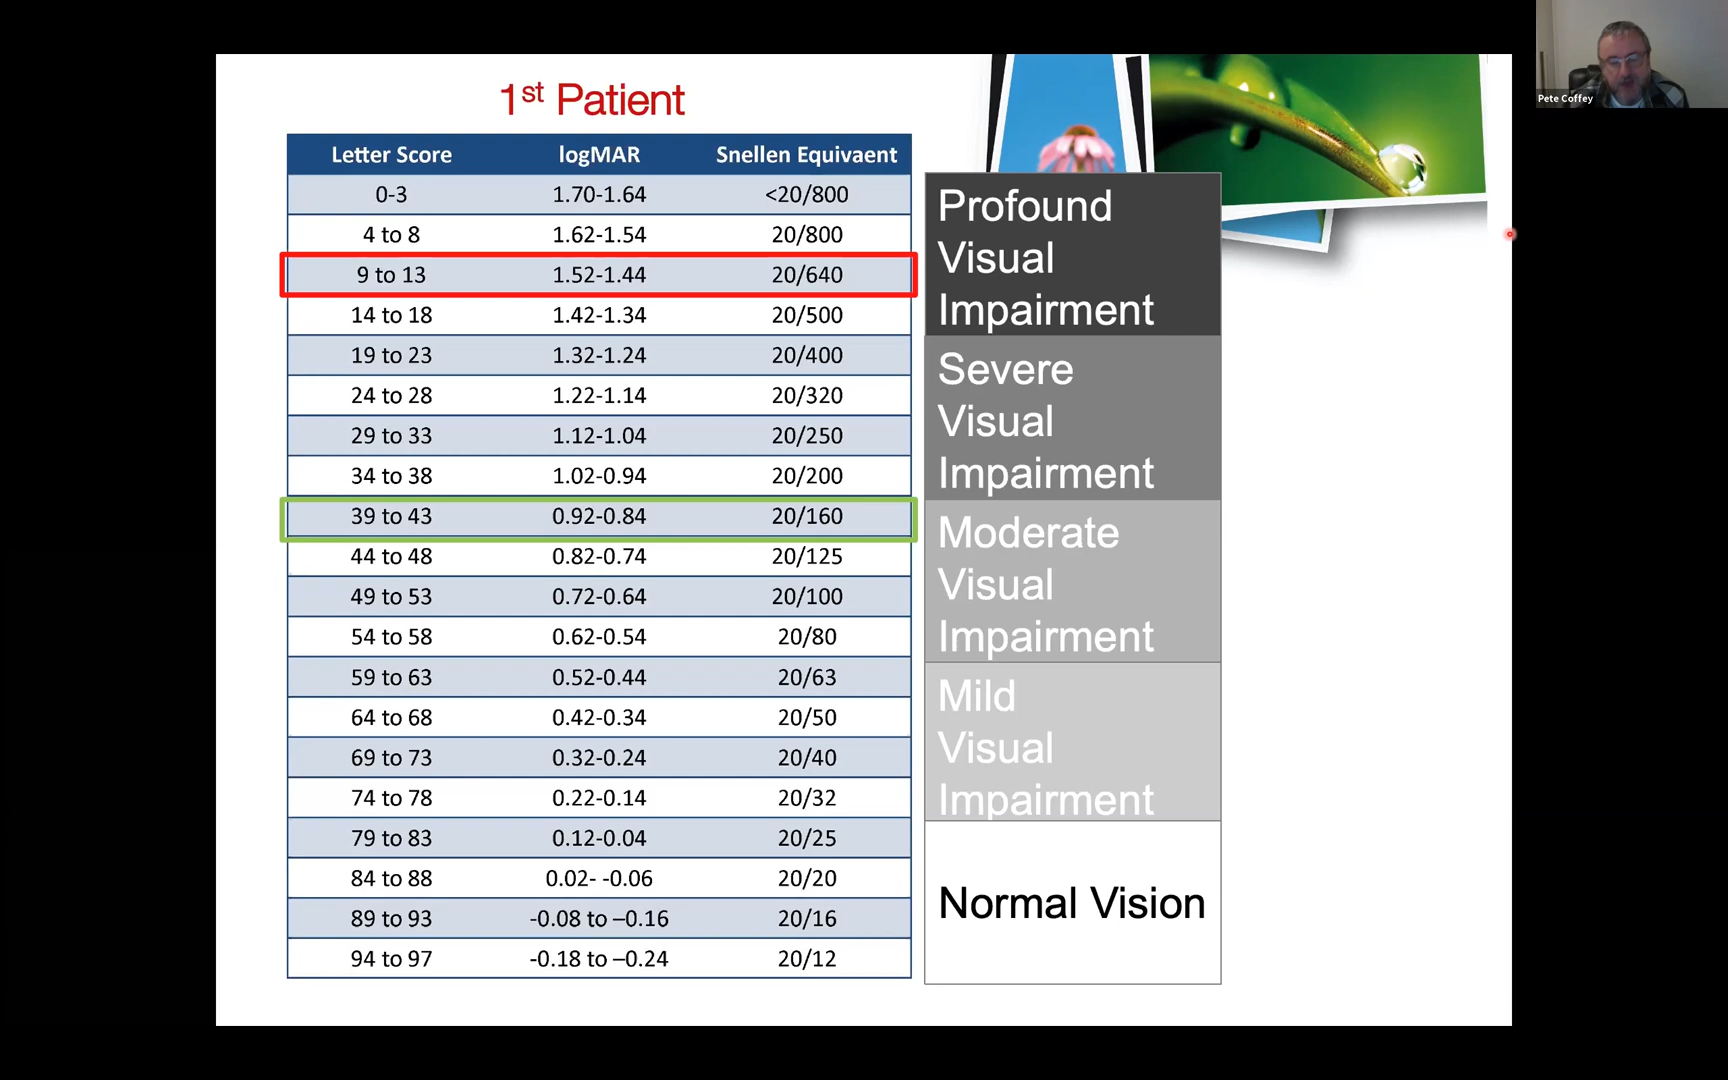 1st Patient
Letter Score logMAR Snellen Equivaent
0-3 1.70-1.64 <20/800
4 to 8 1.62-1.54 20/800
9 to 13 1.52-1.44 20/640
14 to 18 1.42-1.34 20/500
19 to 23 1.32-1.24 20/400
24 to 28 1.22-1.14 20/320
29 to 33 1.12-1.04 20/250
34 to 38 1.02-0.94 20/200
39 to 43 0.92-0.84 20/160
44 to 48 0.82-0.74 20/125
49 to 53 0.72-0.64 20/100
54 to 58 0.62-0.54 20/80
59 to 63 0.52-0.44 20/63
64 to 68 0.42-0.34 20/50
69 to 73 0.32-0.24 20/40
74 to 78 0.22-0.14 20/32
79 to 83 0.12-0.04 20/25
84 to 88 0.02- -0.06 20/20
89 to 93 -0.08 to –0.16 20/16
94 to 97 -0.18 to –0.24 20/12
Profound
Visual
Impairment
Severe
Visual
Impairment
Moderate
Visual
Impairment
Mild
Visual
Impairment
Normal Vision
Pete Coffey